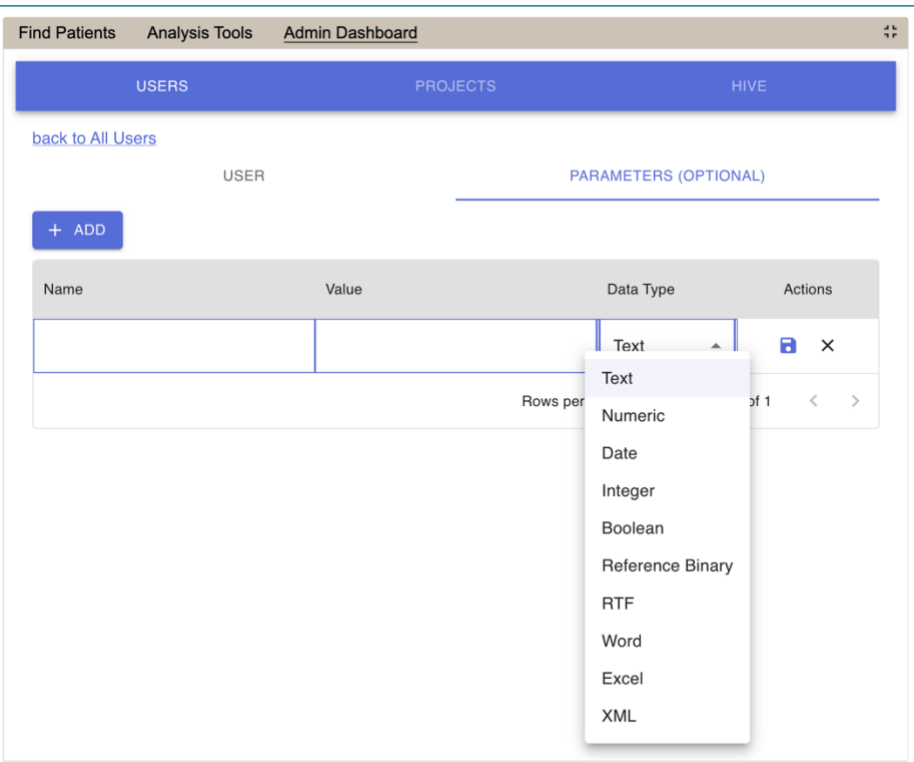 Find Patients Analysis Tools Admin Dashboard
USERS PROJECTS HIVE
back to All Users
USER PARAMETERS (OPTIONAL)
+ ADD
Name Value Data Type Actions
Text
Text
Rows per of 1
Numeric
Date
Integer
Boolean
Reference Binary
RTF
Word
Excel
XML